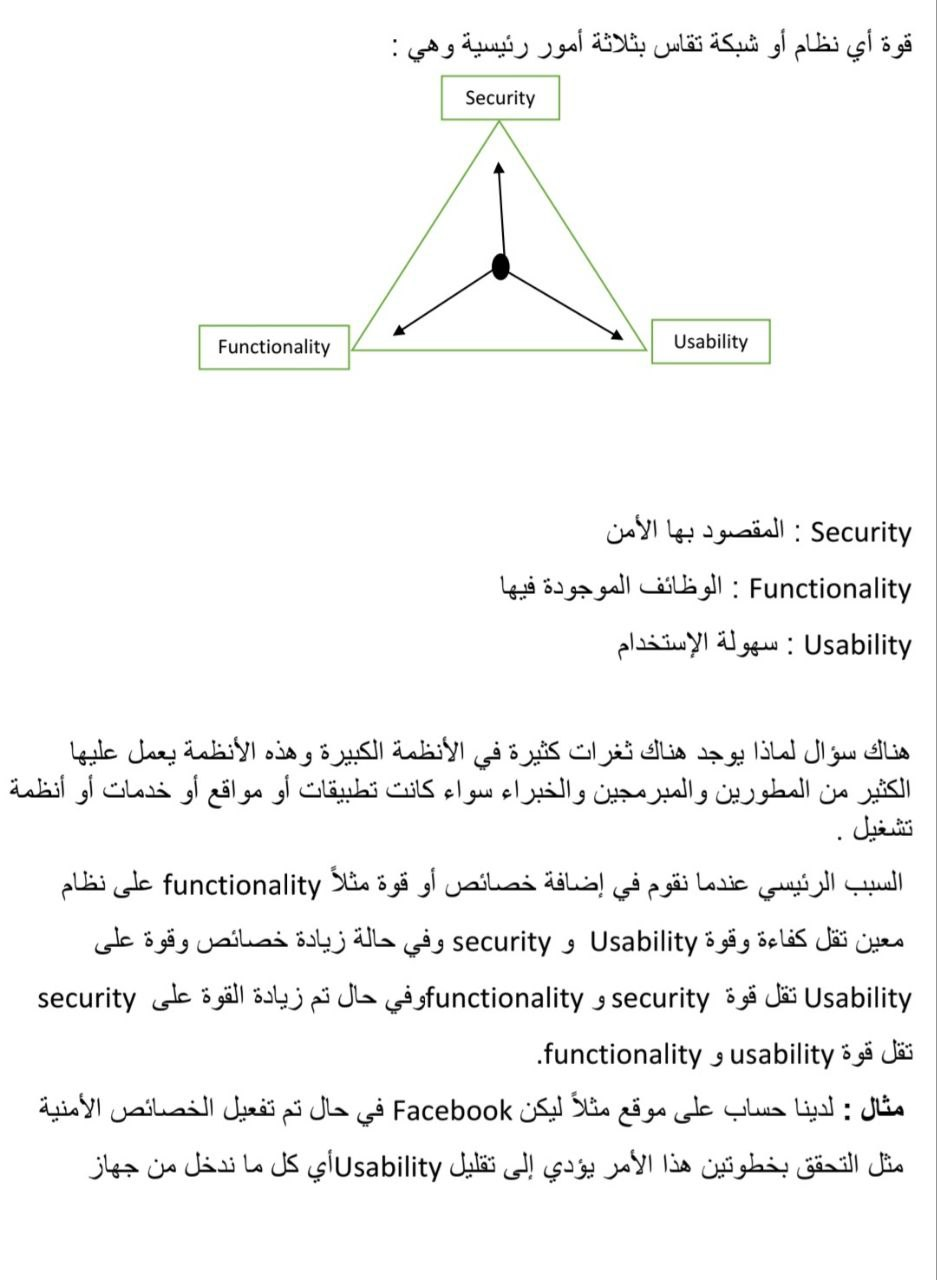 قوة أي نظام أو شبكة تقاس بثلاثة أمور رئيسية وهي :
Security
Functionality
Usability
Security : المقصود بها الأمن
Functionality : الوظائف الموجودة فيها
Usability : سهولة الإستخدام
هناك سؤال لماذا يوجد هناك ثغرات كثيرة في الأنظمة الكبيرة وهذه الأنظمة يعمل عليها
الكثير من المطورين والمبرمجين والخبراء سواء كانت تطبيقات أو مواقع أو خدمات أو أنظمة
تشغيل .
السبب الرئيسي عندما نقوم في إضافة خصائص أو قوة مثلاً functionality على نظام
معين تقل كفاءة وقوة Usability و security وفي حالة زيادة خصائص وقوة على
Usability تقل قوة security و functionalityوفي حال تم زيادة القوة على security
تقل قوة usability و functionality.
مثال : لدينا حساب على موقع مثلاً ليكن Facebook في حال تم تفعيل الخصائص الأمنية
مثل التحقق بخطوتين هذا الأمر يؤدي إلى تقليل Usabilityأي كل ما ندخل من جهاز